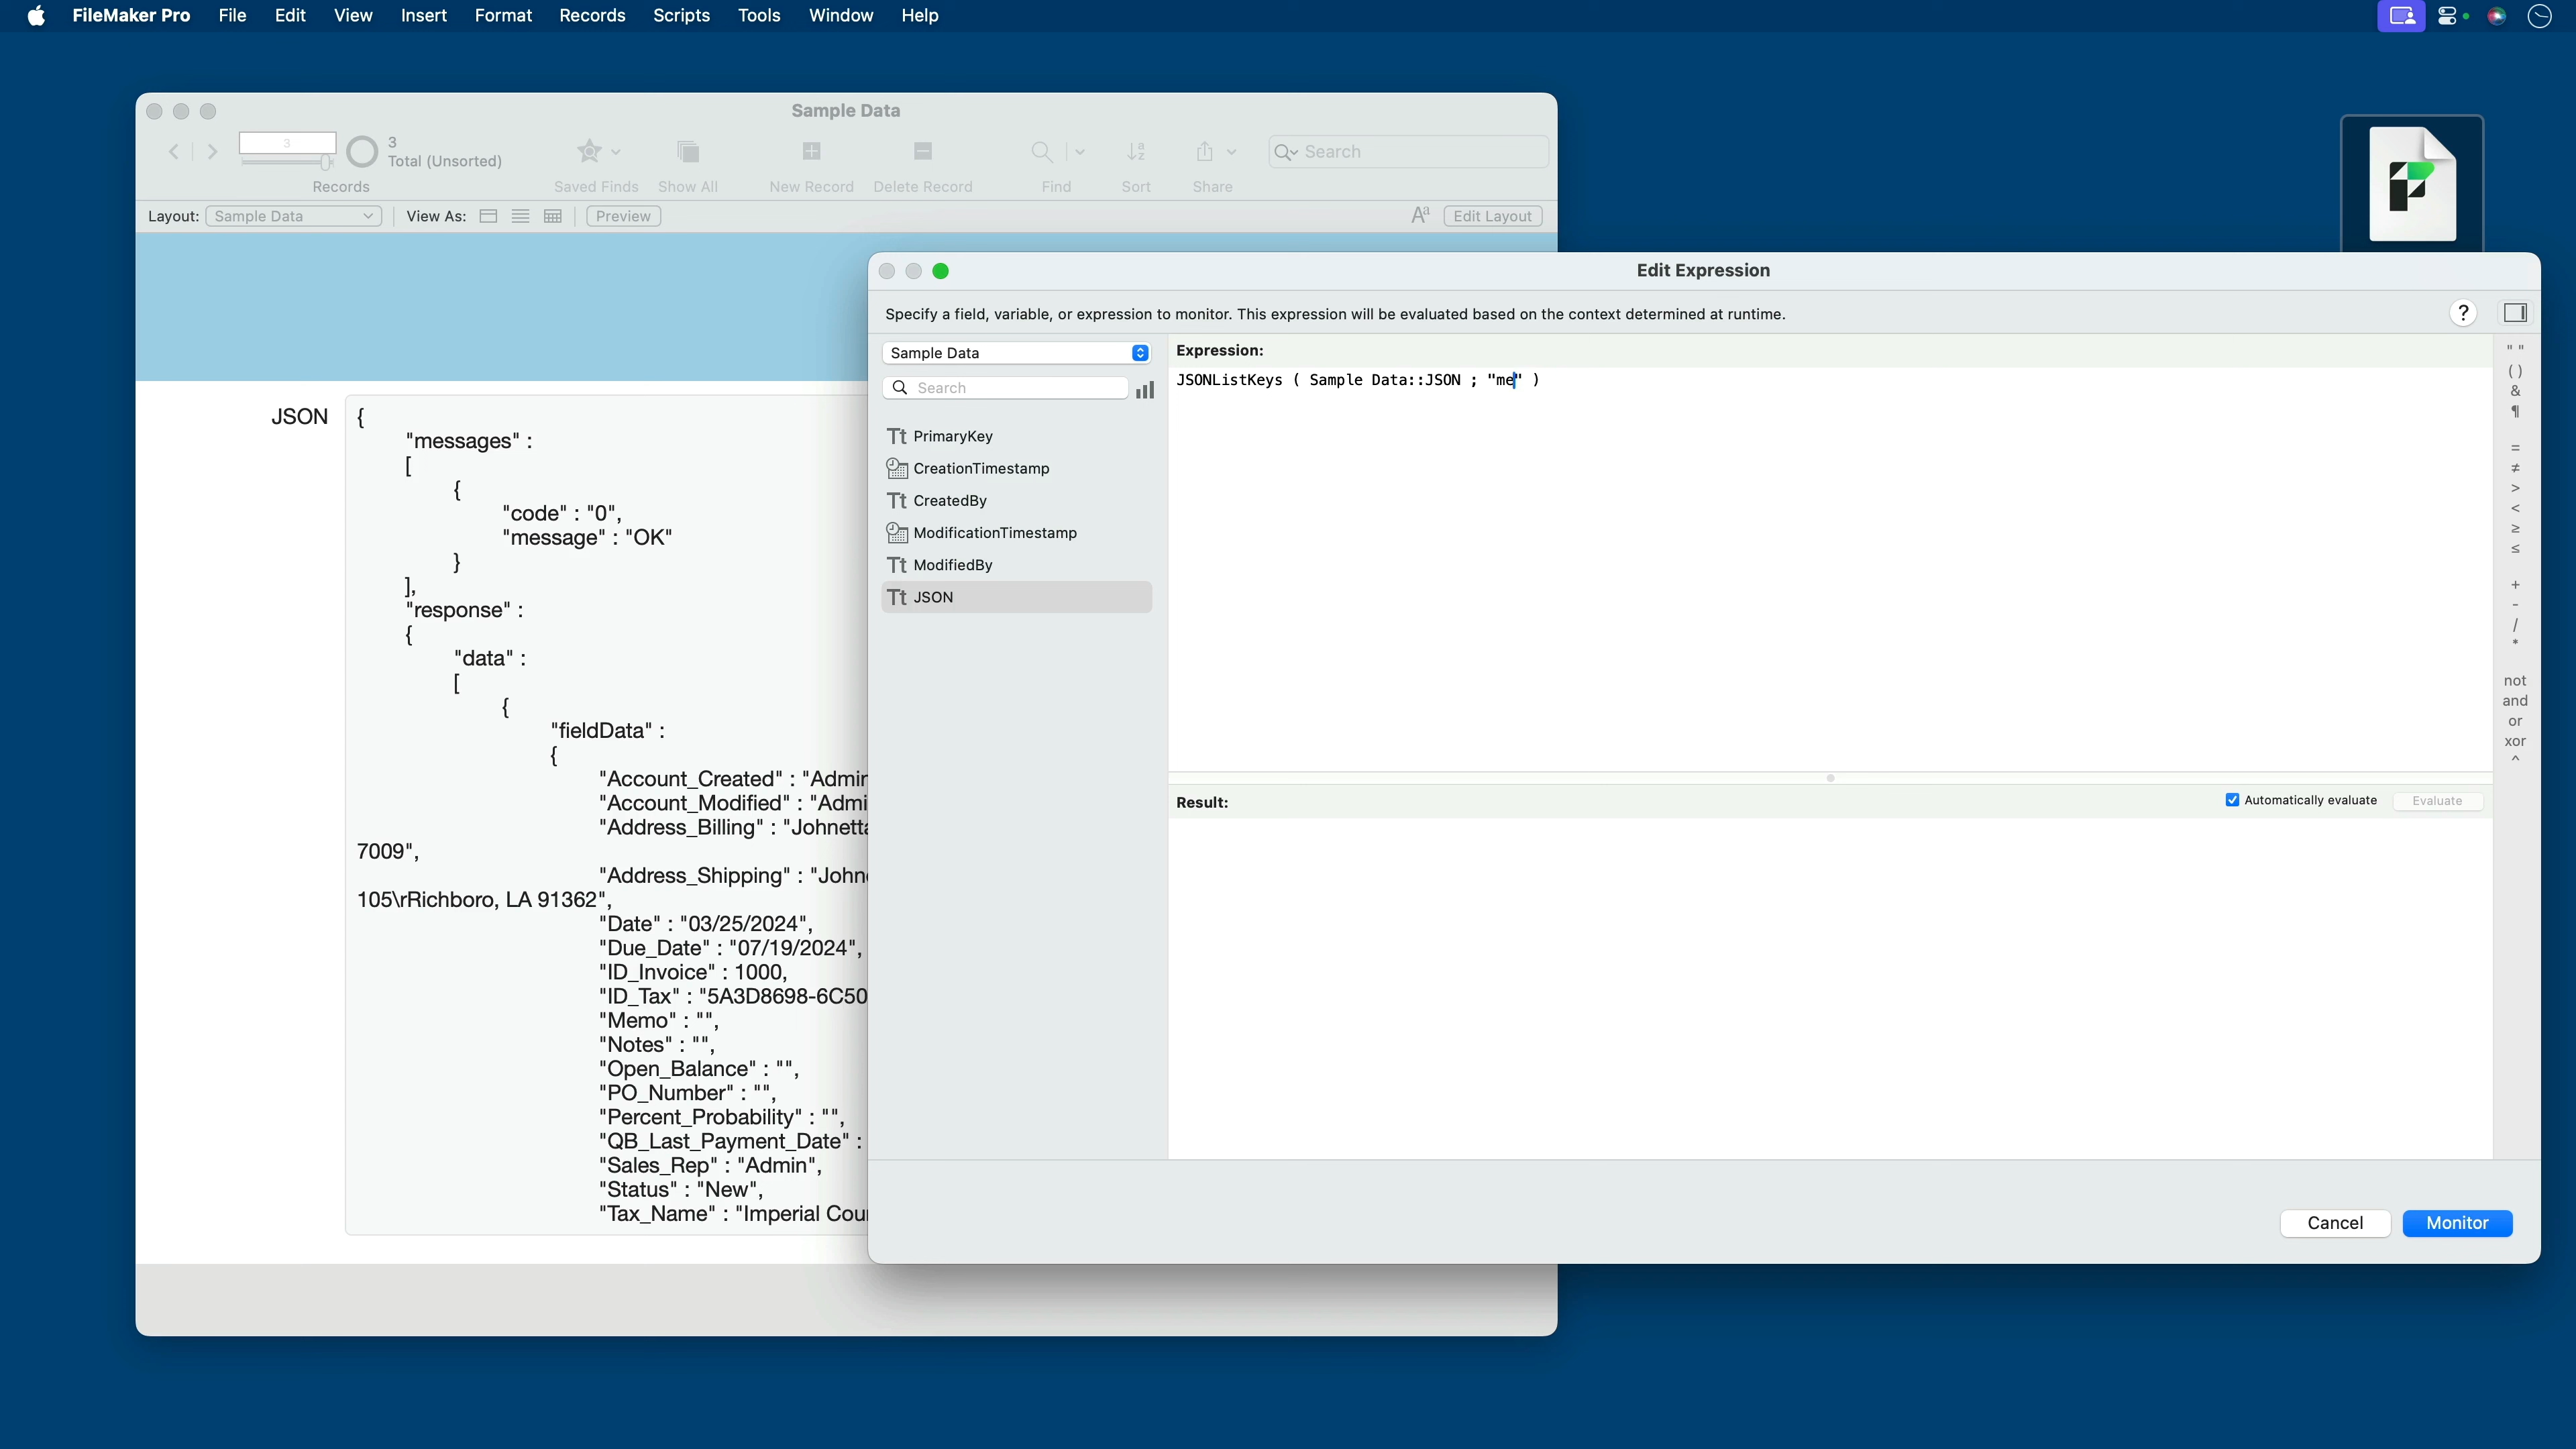 FileMaker Pro File Edit View Insert Format Records Scripts Tools Window Help
Sample Data
3
3
Total (Unsorted)
Search
Records Saved Finds Show All New Record Delete Record Find Sort Share
Layout: Sample Data View As: Preview Aa Edit Layout
Edit Expression
Specify a field, variable, or expression to monitor. This expression will be evaluated based on the context determined at runtime.
?
Sample Data
Search
PrimaryKey
CreationTimestamp
CreatedBy
ModificationTimestamp
ModifiedBy
JSON
Expression:
JSONListKeys ( Sample Data::JSON ; "me" )
" "
( )
&
¶
=
≠
>
<
≥
≤
+
-
/
*
not
and
or
xor
^
Result:
Automatically evaluate Evaluate
Cancel Monitor
JSON
{
"messages" :
[
{
"code" : "0",
"message" : "OK"
}
],
"response" :
{
"data" :
[
{
"fieldData" :
{
"Account_Created" : "Admin
"Account_Modified" : "Admi
"Address_Billing" : "Johnetta
7009",
"Address_Shipping" : "John
105\rRichboro, LA 91362",
"Date" : "03/25/2024",
"Due_Date" : "07/19/2024",
"ID_Invoice" : 1000,
"ID_Tax" : "5A3D8698-6C50
"Memo" : "",
"Notes" : "",
"Open_Balance" : "",
"PO_Number" : "",
"Percent_Probability" : "",
"QB_Last_Payment_Date" :
"Sales_Rep" : "Admin",
"Status" : "New",
"Tax_Name" : "Imperial Cou